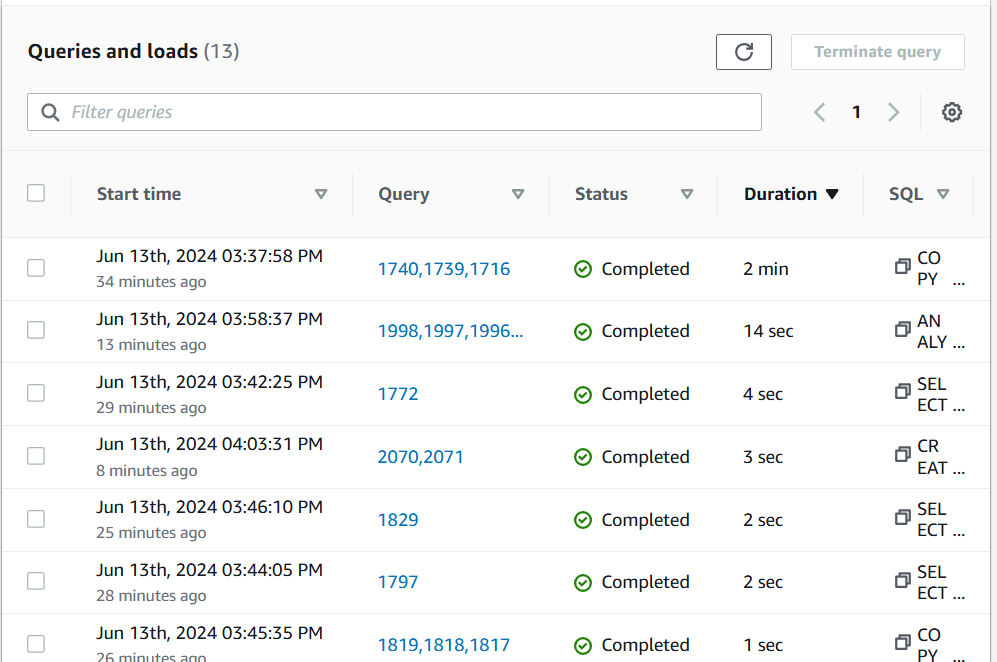 Queries and loads (13)
Terminate query
Filter queries
1
Start time Query Status Duration SQL
Jun 13th, 2024 03:37:58 PM
34 minutes ago
1740,1739,1716 Completed 2 min
CO
PY ...
Jun 13th, 2024 03:58:37 PM
13 minutes ago
1998,1997,1996... Completed 14 sec
AN
ALY ...
Jun 13th, 2024 03:42:25 PM
29 minutes ago
1772 Completed 4 sec
SEL
ECT ...
Jun 13th, 2024 04:03:31 PM
8 minutes ago
2070,2071 Completed 3 sec
CR
EAT ...
Jun 13th, 2024 03:46:10 PM
25 minutes ago
1829 Completed 2 sec
SEL
ECT ...
Jun 13th, 2024 03:44:05 PM
28 minutes ago
1797 Completed 2 sec
SEL
ECT ...
Jun 13th, 2024 03:45:35 PM
26 minutes ago
1819,1818,1817 Completed 1 sec
CO
PY ...